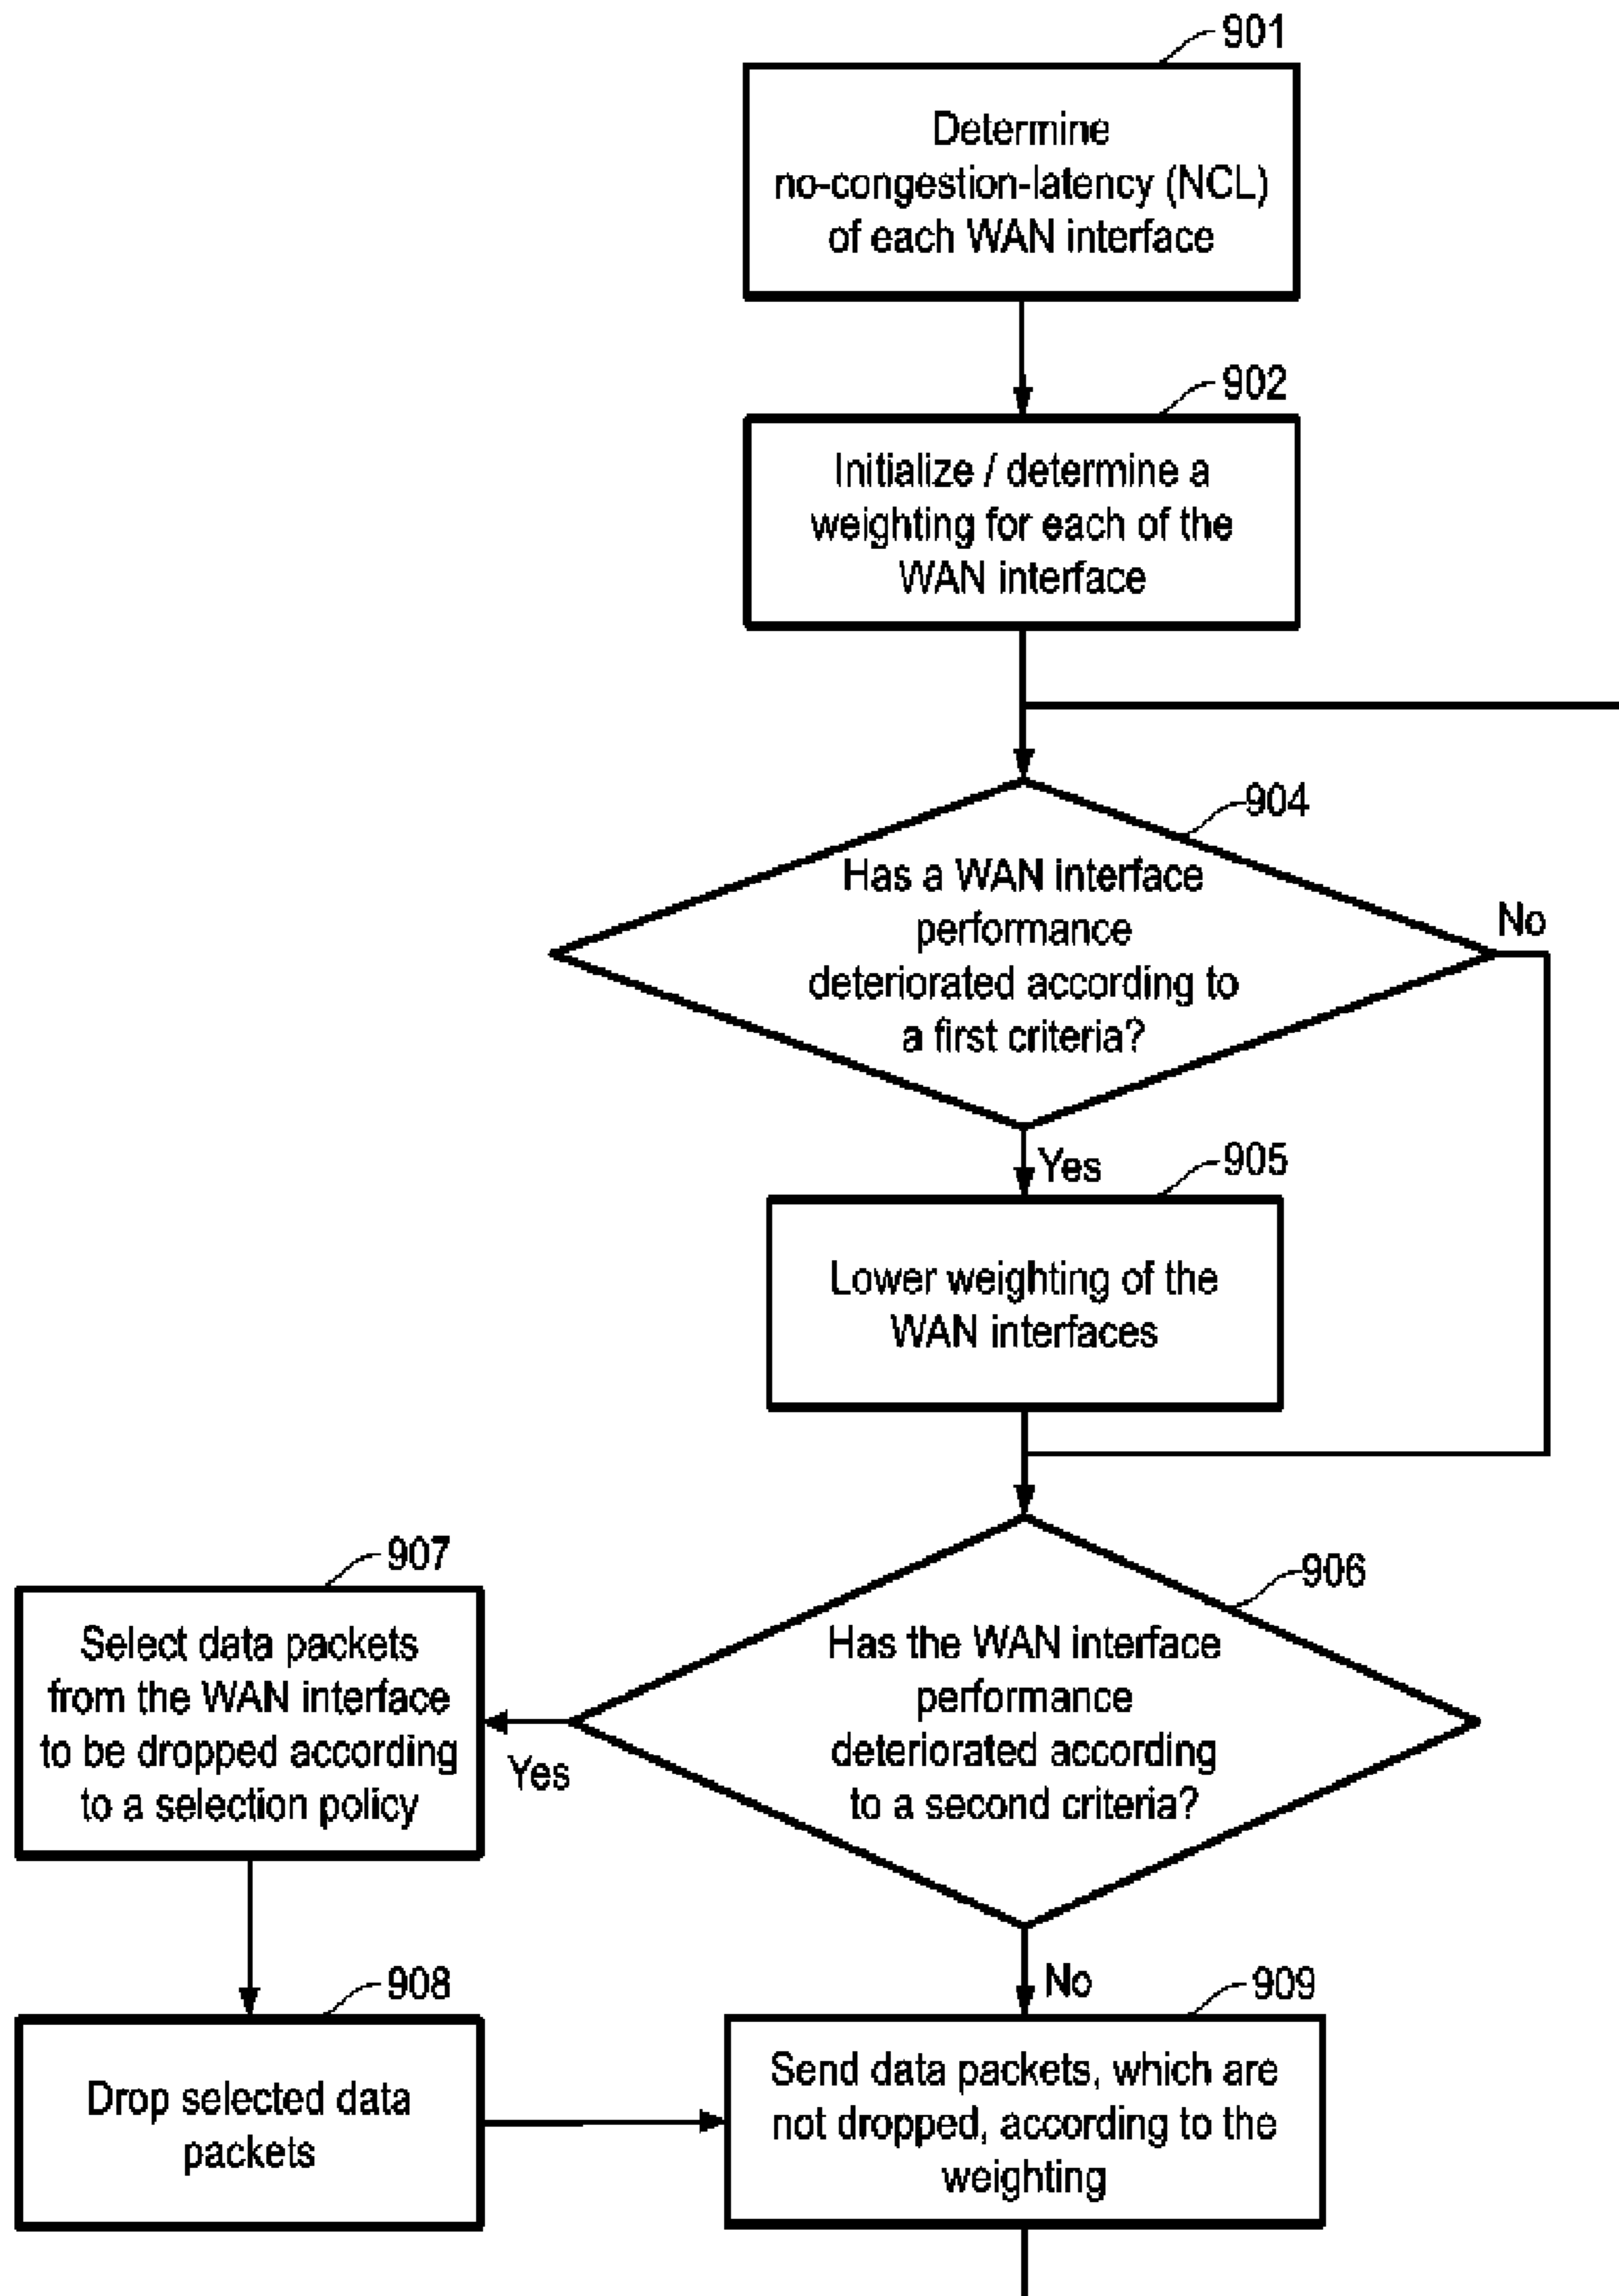 901
Determine
no-congestion-latency (NCL)
of each WAN interface
902
Initialize / determine a
weighting for each of the
WAN interface
904
Has a WAN interface
performance
deteriorated according to
a first criteria?
No
Yes
905
Lower weighting of the
WAN interfaces
906
Has the WAN interface
performance
deteriorated according
to a second criteria?
Yes
907
Select data packets
from the WAN interface
to be dropped according
to a selection policy
No
908
Drop selected data
packets
909
Send data packets, which are
not dropped, according to the
weighting